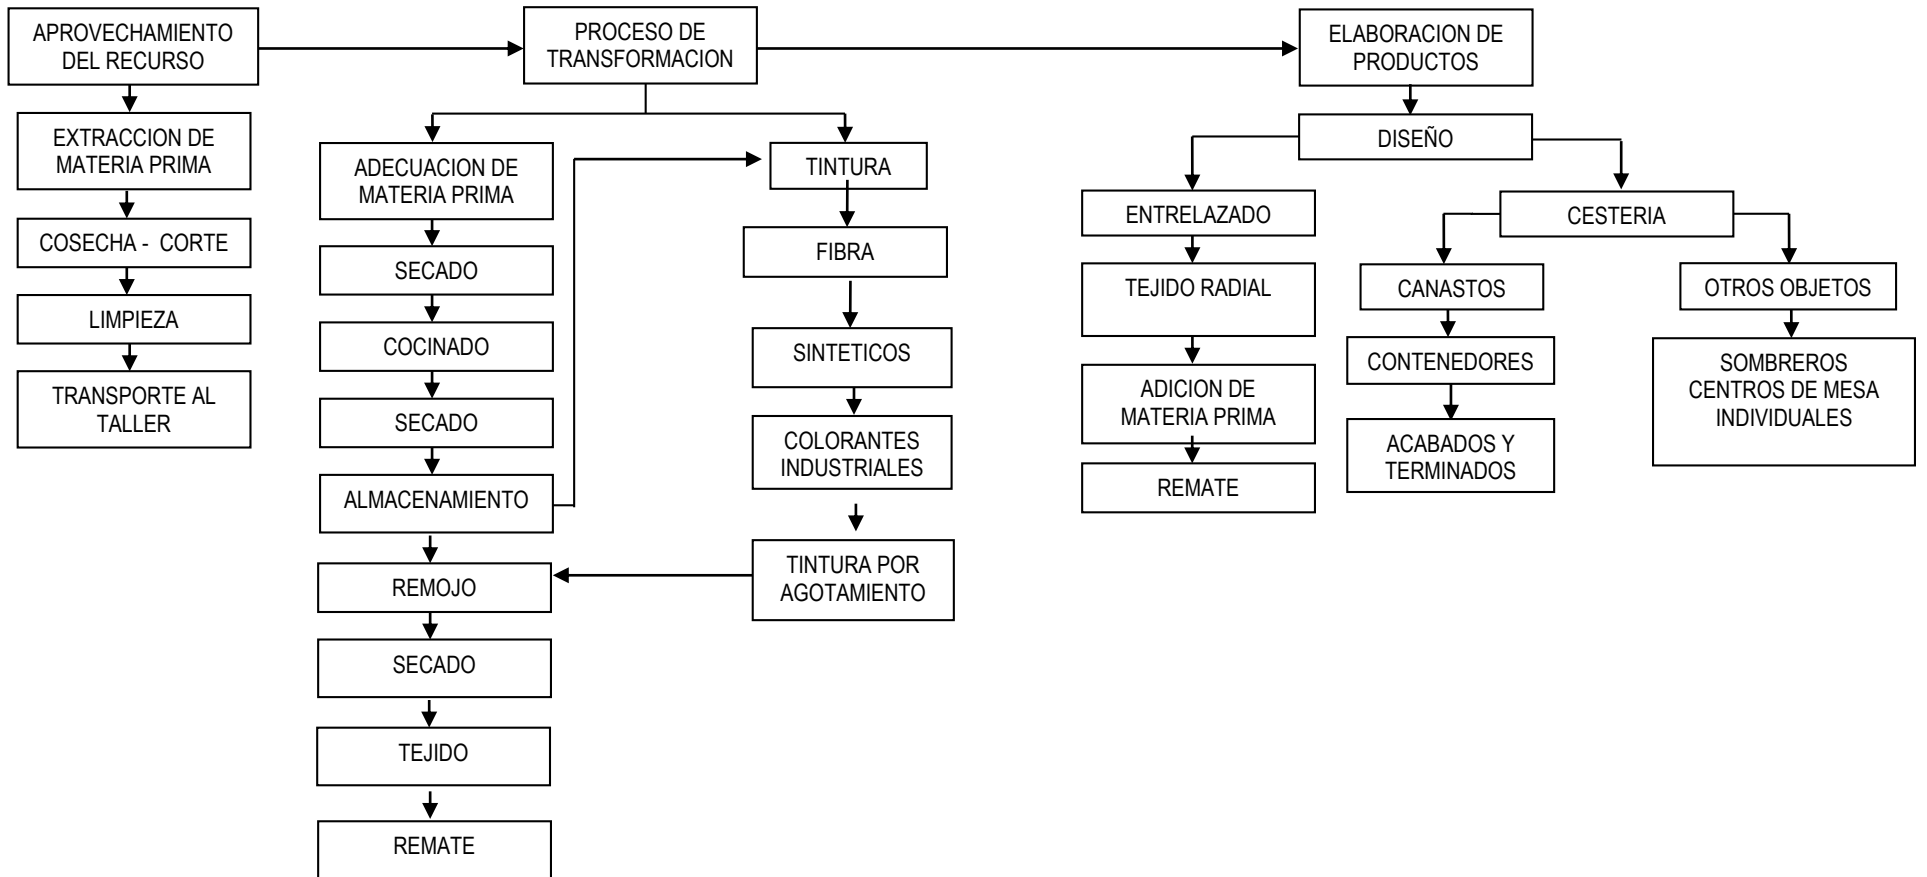 APROVECHAMIENTO
DEL RECURSO
EXTRACCION DE
MATERIA PRIMA
COSECHA - CORTE
LIMPIEZA
TRANSPORTE AL
TALLER
PROCESO DE
TRANSFORMACION
ADECUACION DE
MATERIA PRIMA
SECADO
COCINADO
SECADO
ALMACENAMIENTO
REMOJO
SECADO
TEJIDO
REMATE
TINTURA
FIBRA
SINTETICOS
COLORANTES
INDUSTRIALES
TINTURA POR
AGOTAMIENTO
ELABORACION DE
PRODUCTOS
DISEÑO
ENTRELAZADO
TEJIDO RADIAL
ADICION DE
MATERIA PRIMA
REMATE
CESTERIA
CANASTOS
CONTENEDORES
ACABADOS Y
TERMINADOS
OTROS OBJETOS
SOMBREROS
CENTROS DE MESA
INDIVIDUALES